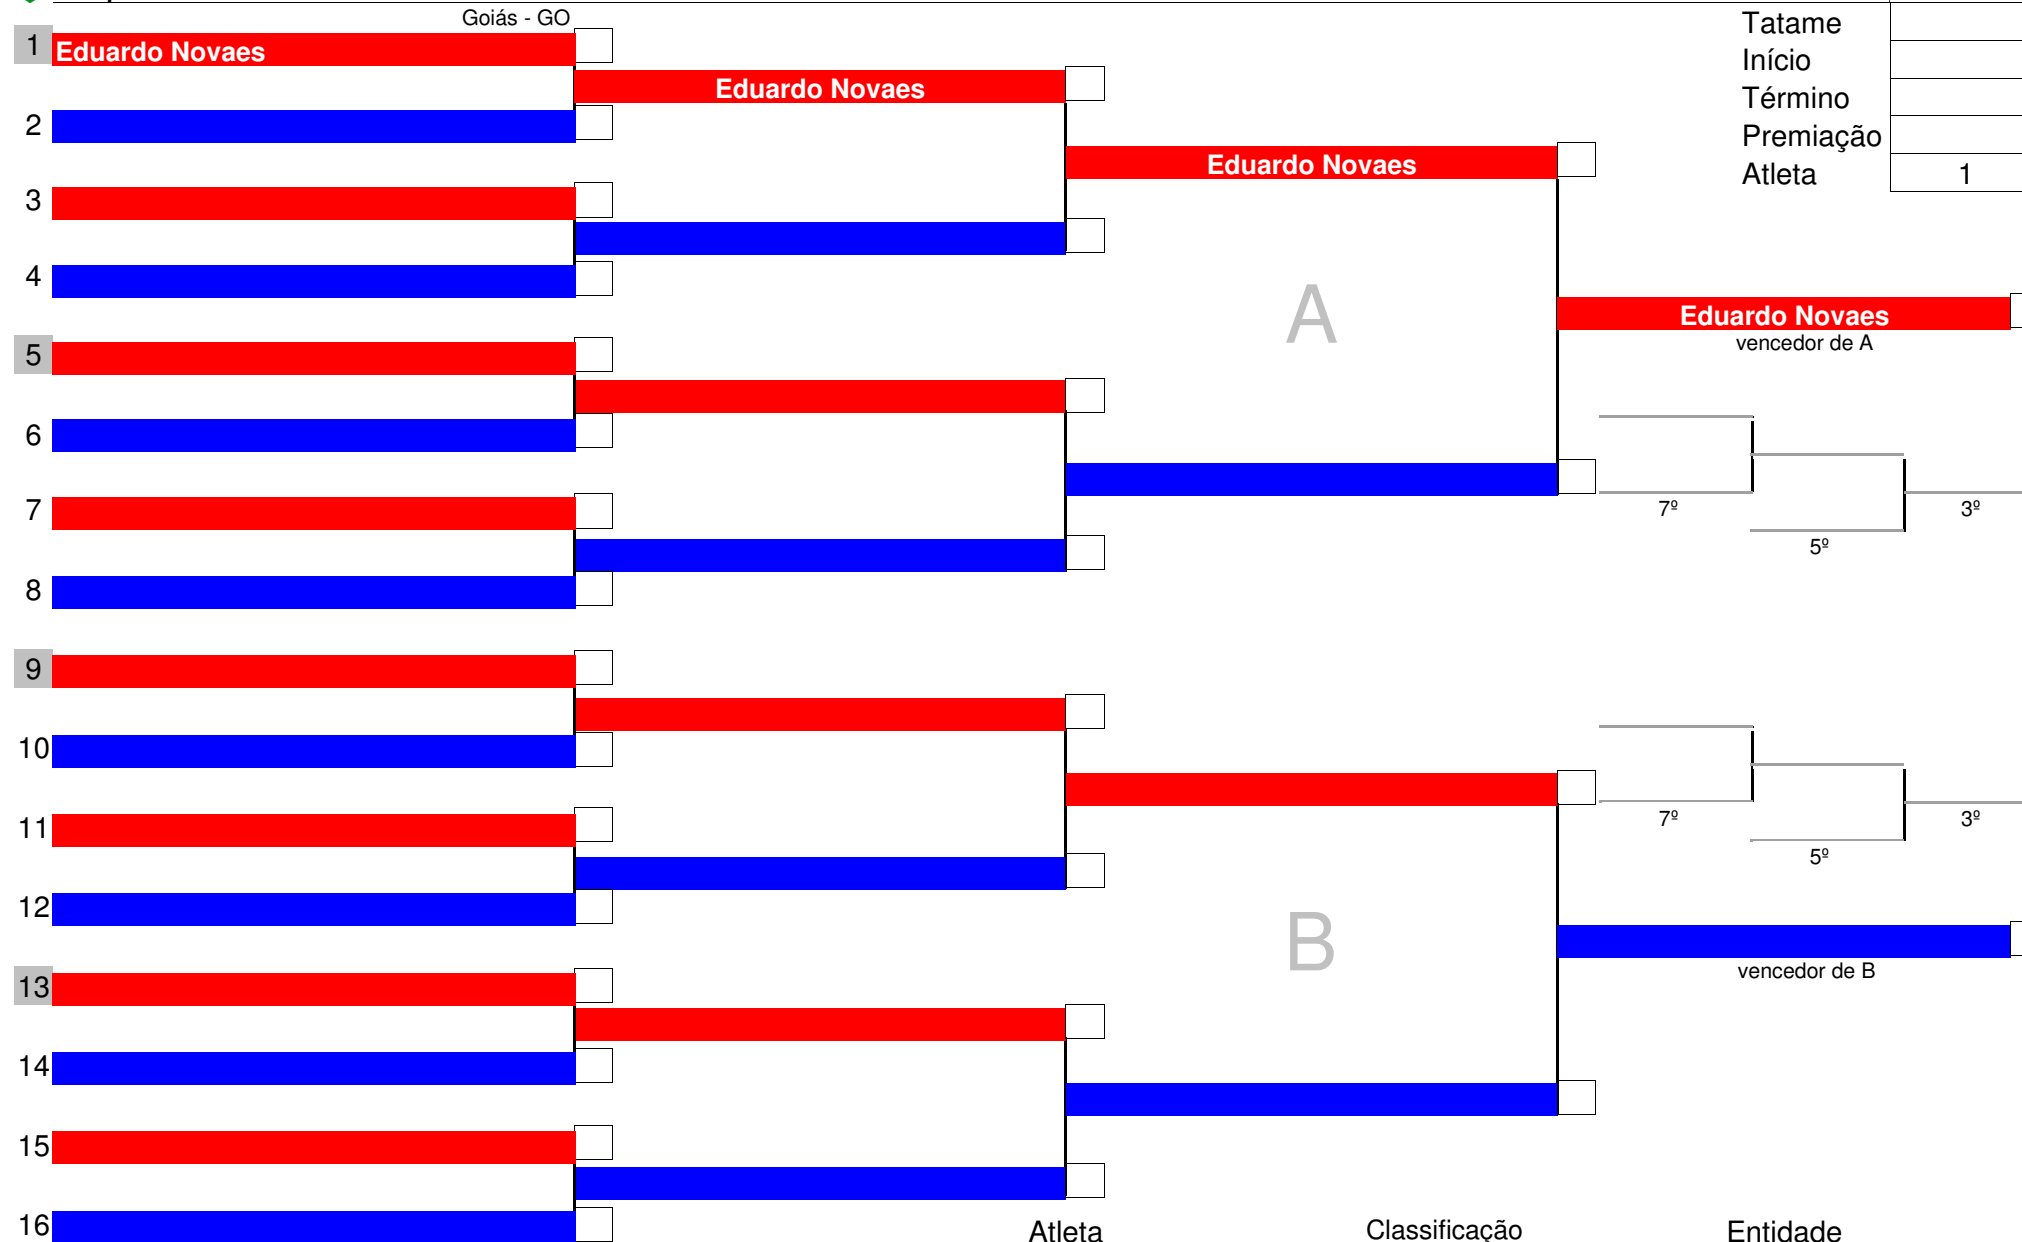 Goiás - GO
Tatame
1
Eduardo Novaes
Início
Eduardo Novaes
Término
2
Premiação
Eduardo Novaes
Atleta 1
3
4
A
Eduardo Novaes
vencedor de A
5
6
7
7º
3º
5º
8
9
10
11
7º
3º
5º
12
B
vencedor de B
13
14
15
16
Atleta Classificação Entidade